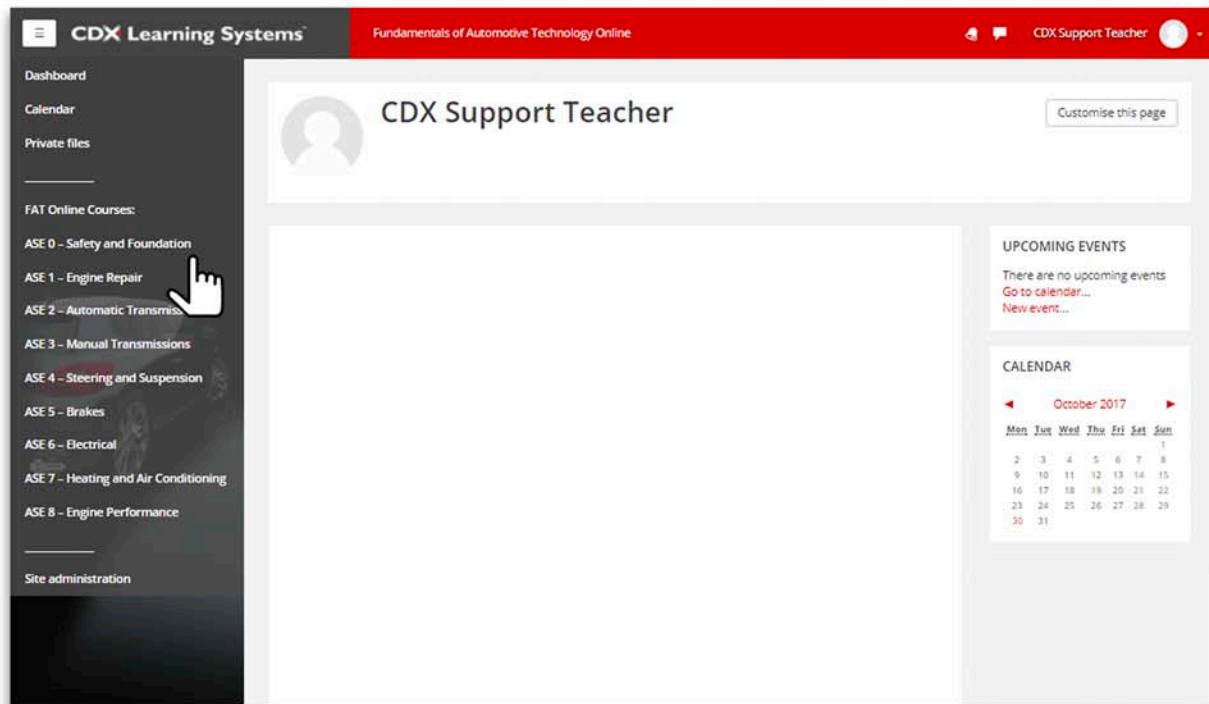 CDX Learning Systems™
Fundamentals of Automotive Technology Online
CDX Support Teacher
Dashboard
Calendar
Private files
FAT Online Courses:
ASE 0 – Safety and Foundation
ASE 1 – Engine Repair
ASE 2 – Automatic
ASE 3 – Manual Transmissions
ASE 4 – Steering and Suspension
ASE 5 – Brakes
ASE 6 – Electrical
ASE 7 – Heating and Air Conditioning
ASE 8 – Engine Performance
Site administration
CDX Support Teacher
Customise this page
UPCOMING EVENTS
There are no upcoming events
Go to calendar...
New event...
CALENDAR
◄ October 2017 ►
Mon Tue Wed Thu Fri Sat Sun
1
2 3 4 5 6 7 8
9 10 11 12 13 14 15
16 17 18 19 20 21 22
23 24 25 26 27 28 29
30 31